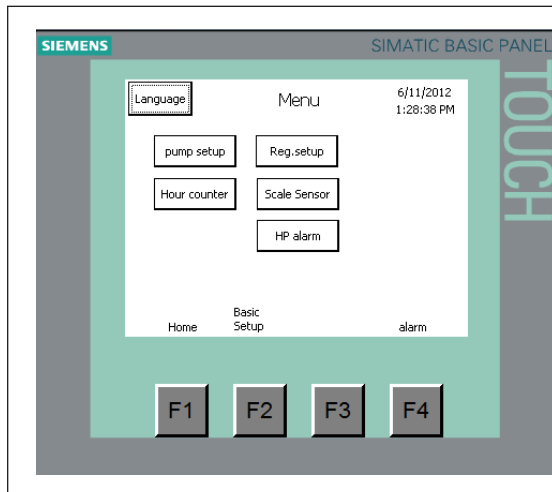 SIEMENS
SIMATIC BASIC PANEL
TOUCH
Language
Menu
6/11/2012
1:28:38 PM
pump setup
Reg.setup
Hour counter
Scale Sensor
HP alarm
Home
Basic
Setup
alarm
F1
F2
F3
F4